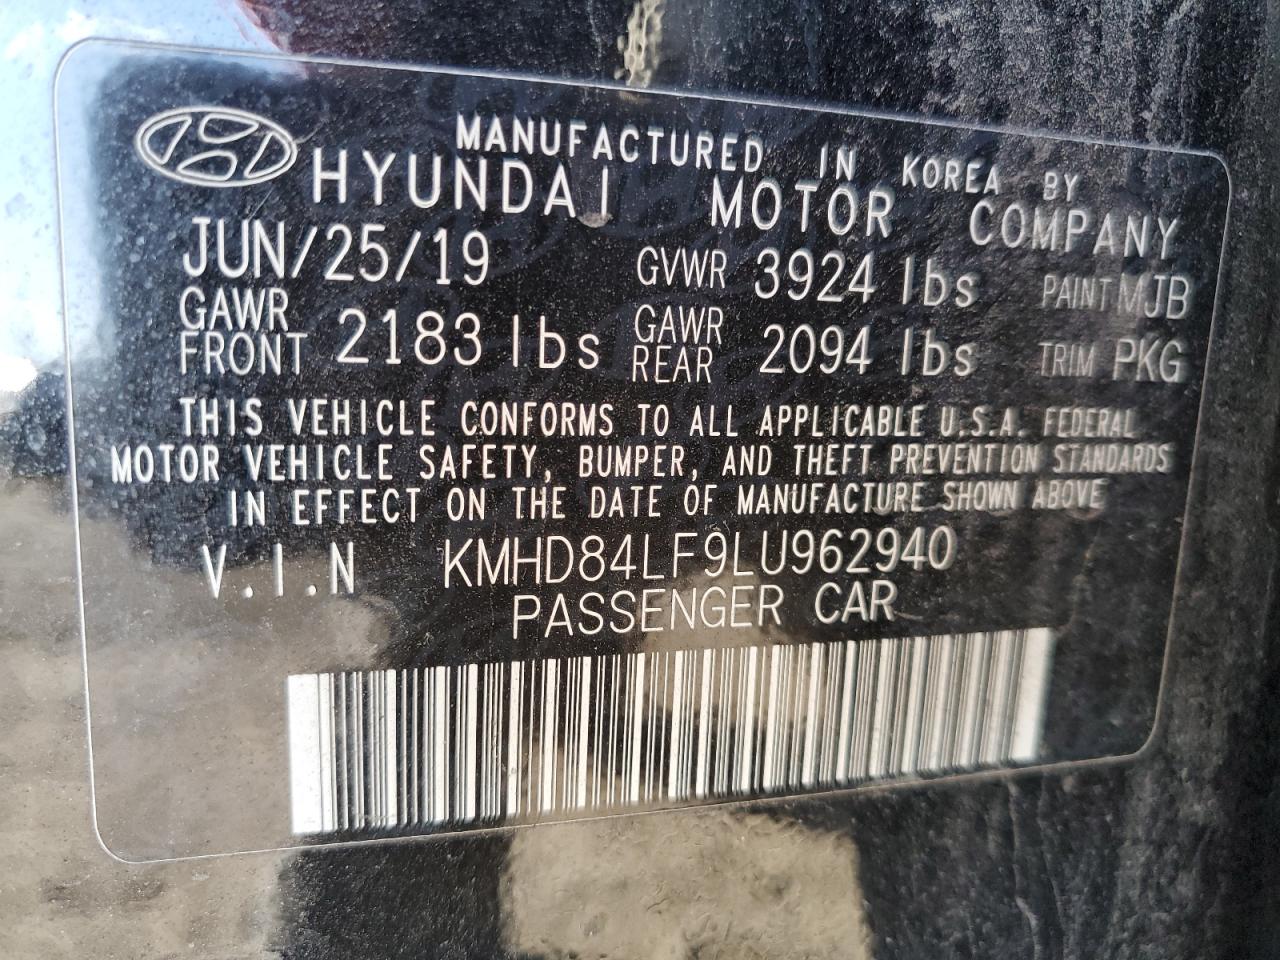 MANUFACTURED IN KOREA BY
HYUNDAI MOTOR COMPANY
JUN/25/19 GVWR 3924 lbs PAINT MJB
GAWR FRONT 2183 lbs GAWR REAR 2094 lbs TRIM PKG
THIS VEHICLE CONFORMS TO ALL APPLICABLE U.S.A. FEDERAL
MOTOR VEHICLE SAFETY, BUMPER, AND THEFT PREVENTION STANDARDS
IN EFFECT ON THE DATE OF MANUFACTURE SHOWN ABOVE
V.I.N KMHD84LF9LU962940
PASSENGER CAR